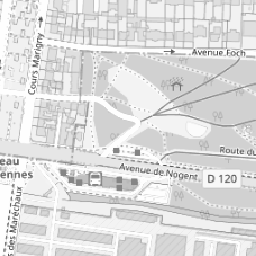 Avenue Foch
Cours Marigny
Route du
eau
ennes
Avenue de Nogent
D 120
s des Maréchaux